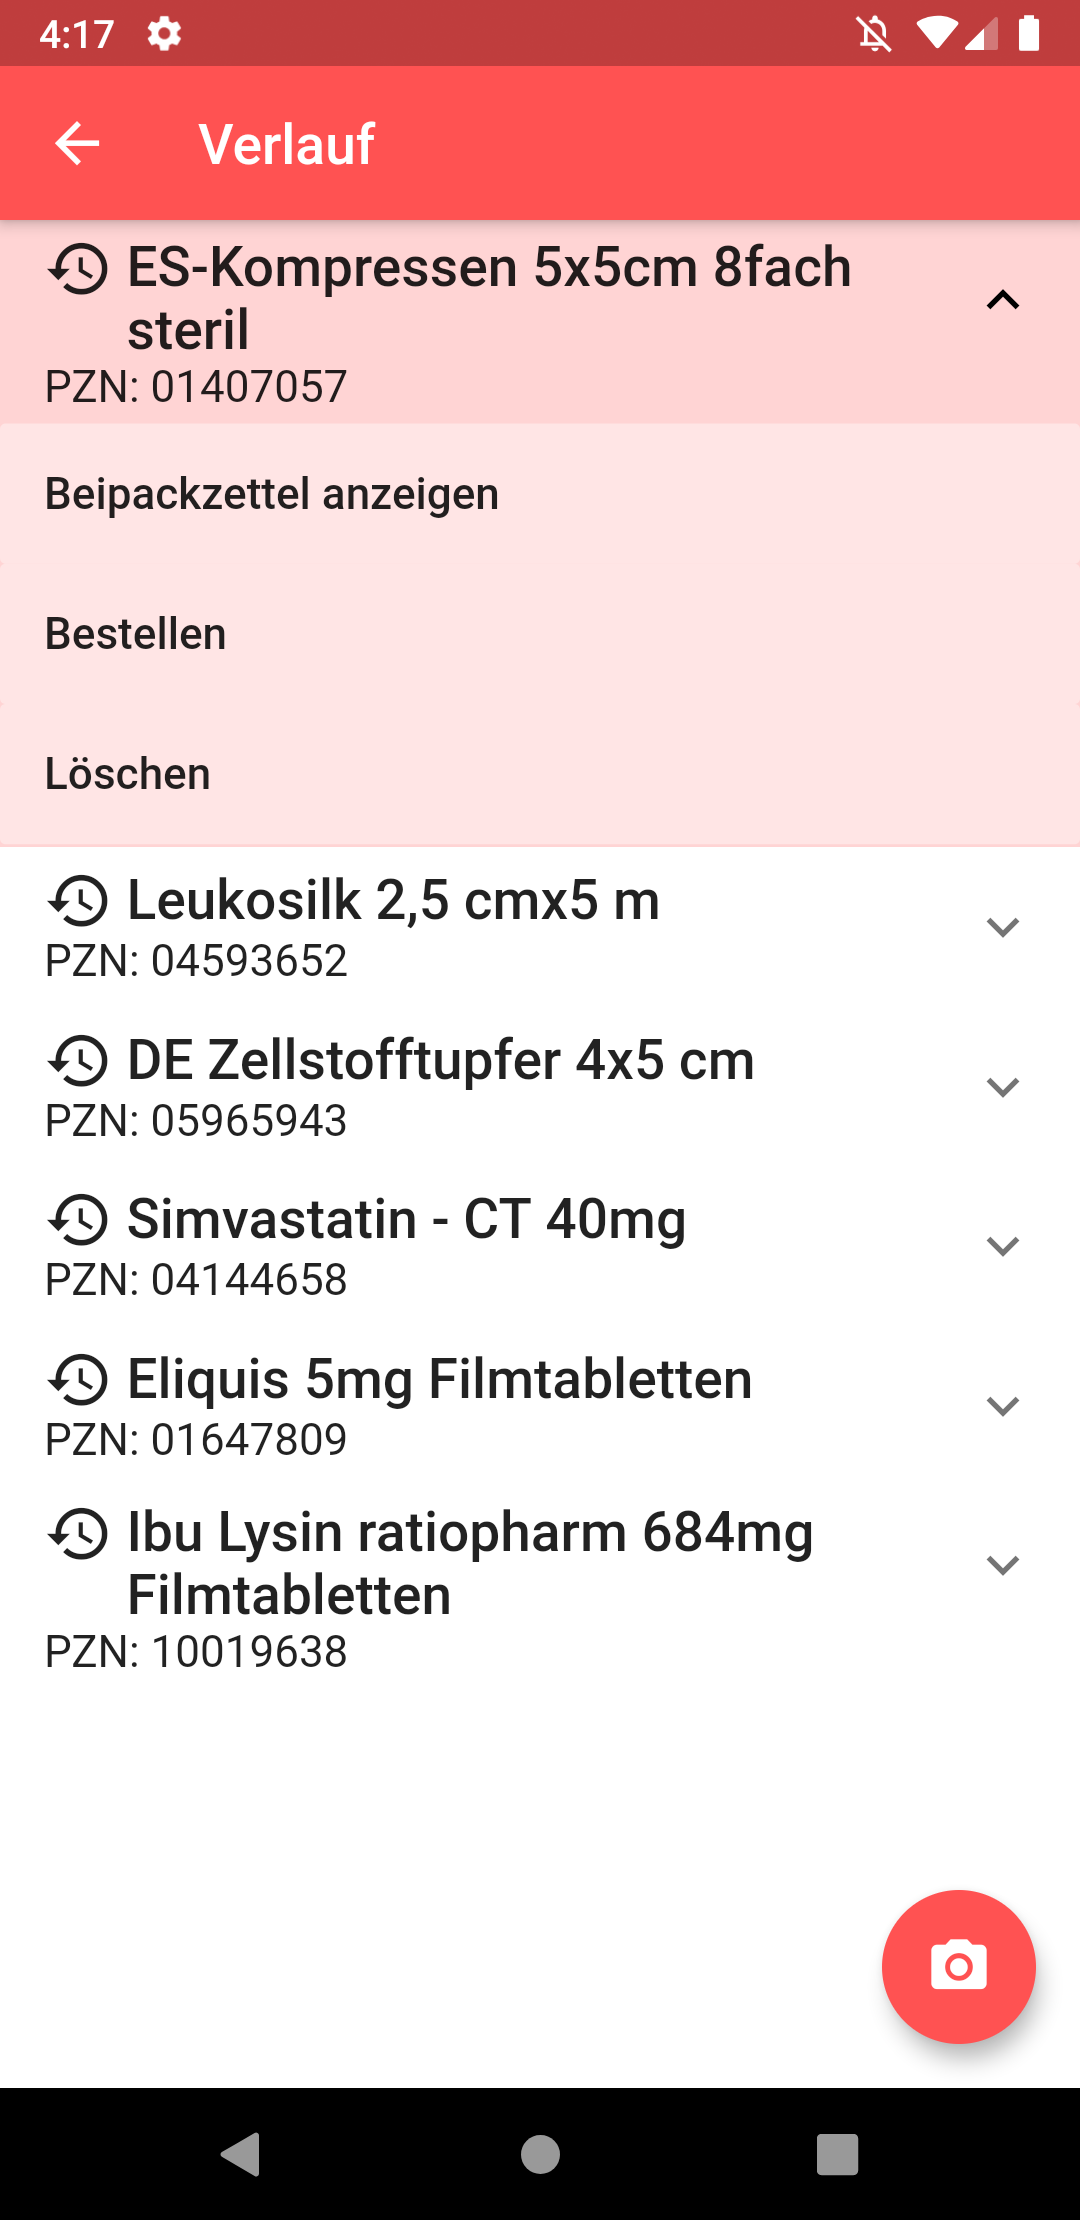 4:17
Verlauf
ES-Kompressen 5x5cm 8fach
steril
PZN: 01407057
Beipackzettel anzeigen
Bestellen
Löschen
Leukosilk 2,5 cmx5 m
PZN: 04593652
DE Zellstofftupfer 4x5 cm
PZN: 05965943
Simvastatin - CT 40mg
PZN: 04144658
Eliquis 5mg Filmtabletten
PZN: 01647809
Ibu Lysin ratiopharm 684mg
Filmtabletten
PZN: 10019638